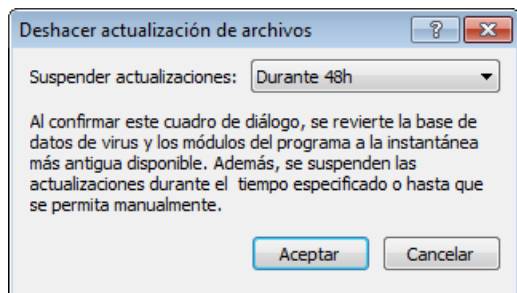 Deshacer actualización de archivos
Suspender actualizaciones: Durante 48h
Al confirmar este cuadro de diálogo, se revierte la base de
datos de virus y los módulos del programa a la instantánea
más antigua disponible. Además, se suspenden las
actualizaciones durante el tiempo especificado o hasta que
se permita manualmente.
Aceptar Cancelar